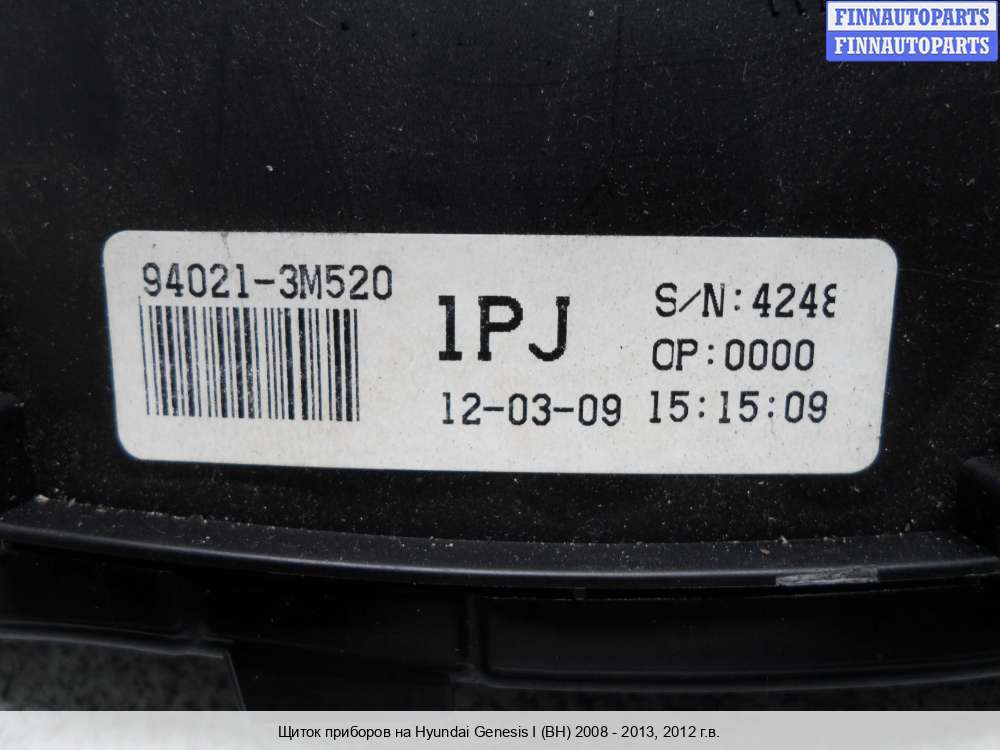 FINNAUTOPARTS
FINNAUTOPARTS
94021-3M520
1PJ
S/N:4248
OP:0000
12-03-09 15:15:09
Щиток приборов на Hyundai Genesis I (BH) 2008 - 2013, 2012 г.в.